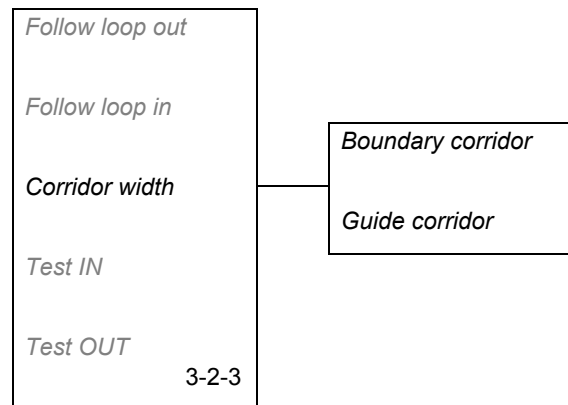 Follow loop out
Follow loop in
Corridor width
Test IN
Test OUT
3-2-3
Boundary corridor
Guide corridor